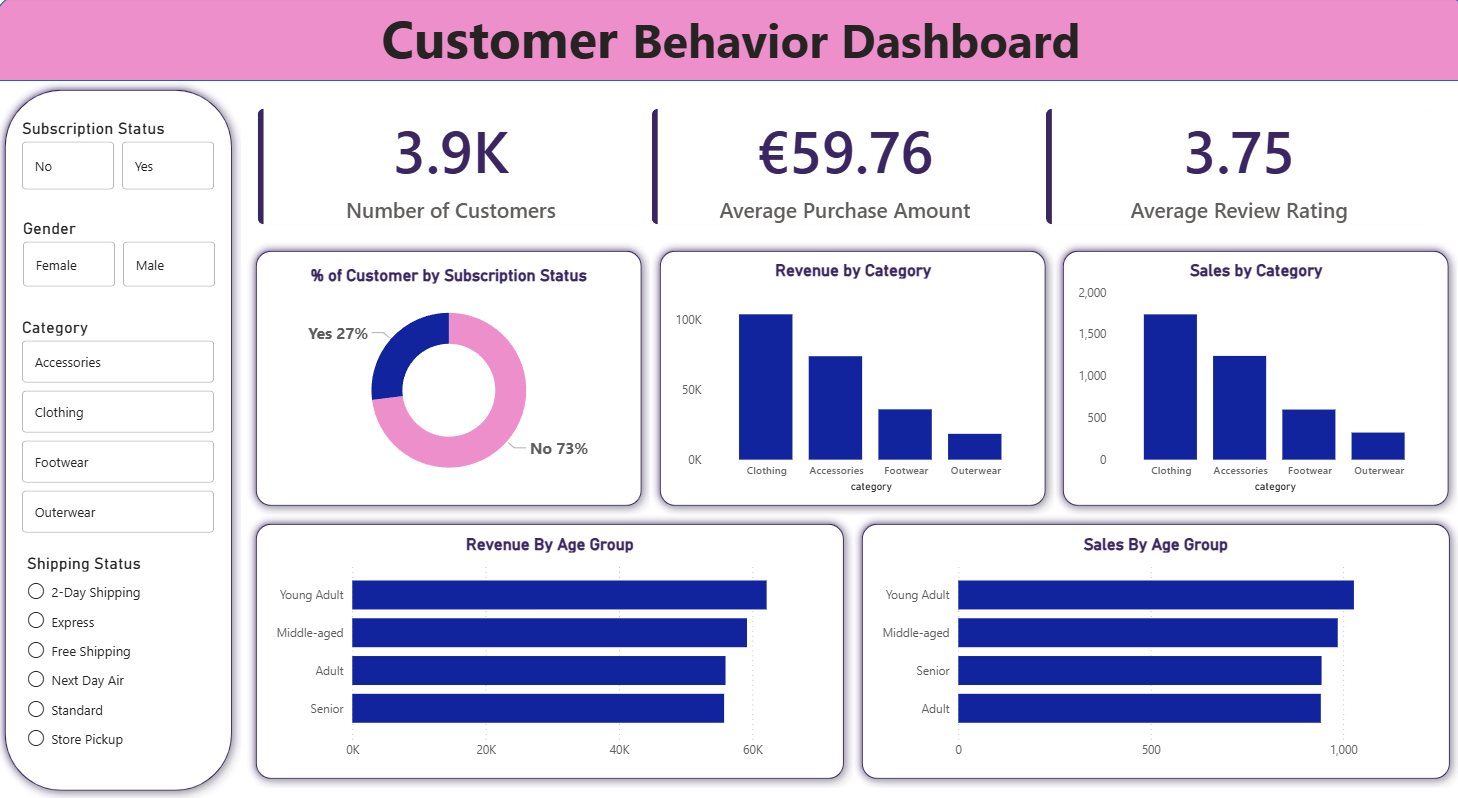 Customer Behavior Dashboard
Subscription Status
No Yes
Gender
Female Male
Category
Accessories
Clothing
Footwear
Outerwear
Shipping Status
2-Day Shipping
Express
Free Shipping
Next Day Air
Standard
Store Pickup
3.9K
Number of Customers
€59.76
Average Purchase Amount
3.75
Average Review Rating
% of Customer by Subscription Status
Yes 27%
No 73%
Revenue by Category
100K
50K
0K
Clothing Accessories Footwear Outerwear
category
Sales by Category
2,000
1,500
1,000
500
0
Clothing Accessories Footwear Outerwear
category
Revenue By Age Group
Young Adult
Middle-aged
Adult
Senior
0K 20K 40K 60K
Sales By Age Group
Young Adult
Middle-aged
Senior
Adult
0 500 1,000